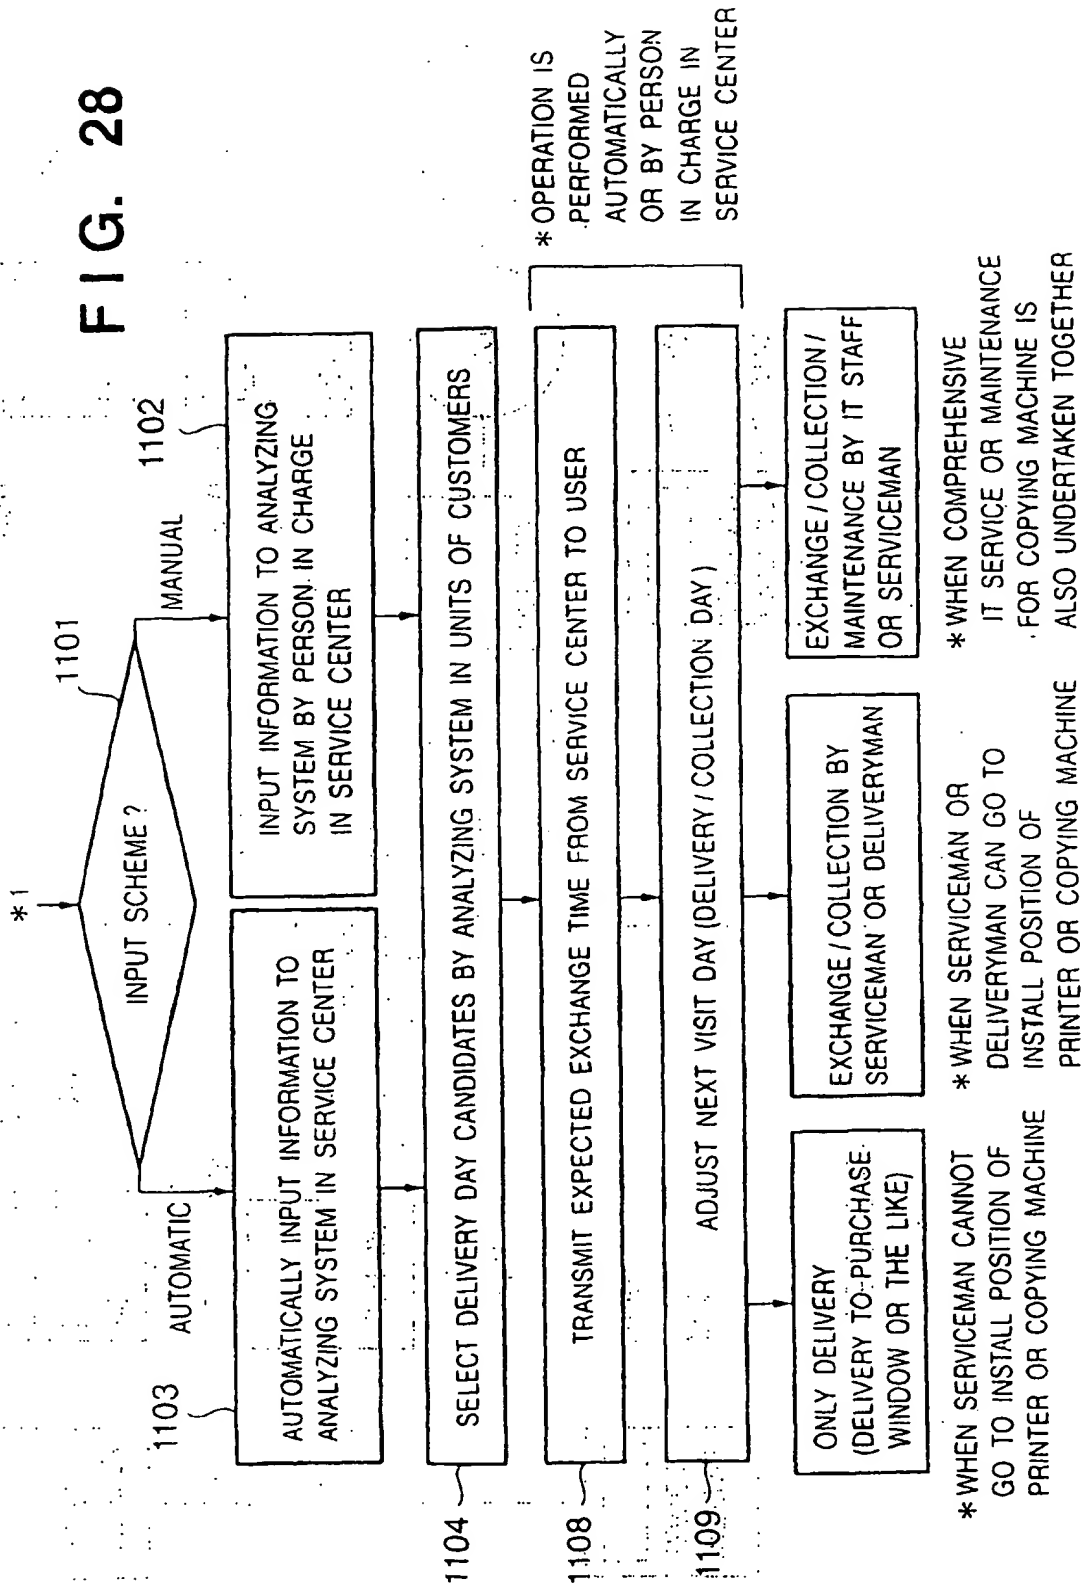 FIG. 28
*1
1101
INPUT SCHEME ?
AUTOMATIC
MANUAL
1103
AUTOMATICALLY INPUT INFORMATION TO
ANALYZING SYSTEM IN SERVICE CENTER
1102
INPUT INFORMATION TO ANALYZING
SYSTEM BY PERSON IN CHARGE
IN SERVICE CENTER
1104
SELECT DELIVERY DAY CANDIDATES BY ANALYZING SYSTEM IN UNITS OF CUSTOMERS
1108
TRANSMIT EXPECTED EXCHANGE TIME FROM SERVICE CENTER TO USER
1109
ADJUST NEXT VISIT DAY (DELIVERY / COLLECTION DAY)
* OPERATION IS
PERFORMED
AUTOMATICALLY
OR BY PERSON
IN CHARGE IN
SERVICE CENTER
ONLY DELIVERY
(DELIVERY TO PURCHASE
WINDOW OR THE LIKE)
* WHEN SERVICEMAN CANNOT
GO TO INSTALL POSITION OF
PRINTER OR COPYING MACHINE
EXCHANGE / COLLECTION BY
SERVICEMAN OR DELIVERYMAN
* WHEN SERVICEMAN OR
DELIVERYMAN CAN GO TO
INSTALL POSITION OF
PRINTER OR COPYING MACHINE
EXCHANGE / COLLECTION /
MAINTENANCE BY IT STAFF
OR SERVICEMAN
* WHEN COMPREHENSIVE
IT SERVICE OR MAINTENANCE
FOR COPYING MACHINE IS
ALSO UNDERTAKEN TOGETHER